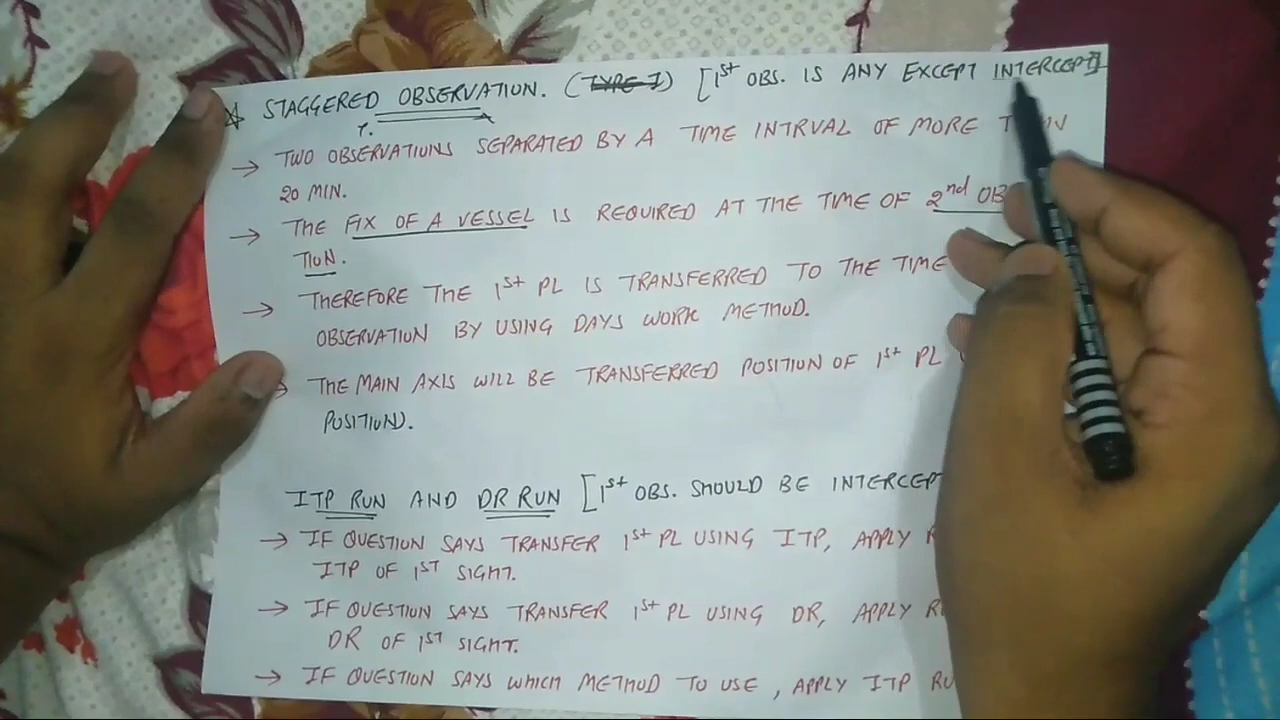 ☆ STAGGERED OBSERVATION. (TYPE I) [1st OBS. IS ANY EXCEPT INTERCEPT]
→ TWO OBSERVATIONS SEPARATED BY A TIME INTRVAL OF MORE
20 MIN.
→ THE FIX OF A VESSEL IS REQUIRED AT THE TIME OF 2nd OB
TION.
→ THEREFORE THE 1st PL IS TRANSFERRED TO THE TIME
OBSERVATION BY USING DAYS WORK METHOD.
THE MAIN AXIS WILL BE TRANSFERRED POSITION OF 1st PL
POSITION).
ITP RUN AND DR RUN [1st OBS. SHOULD BE INTERCEP
→ IF QUESTION SAYS TRANSFER 1st PL USING ITP, APPLY
ITP OF 1ST SIGHT.
→ IF QUESTION SAYS TRANSFER 1st PL USING DR, APPLY
DR OF 1ST SIGHT.
→ IF QUESTION SAYS WHICH METHOD TO USE, APPLY ITP RU